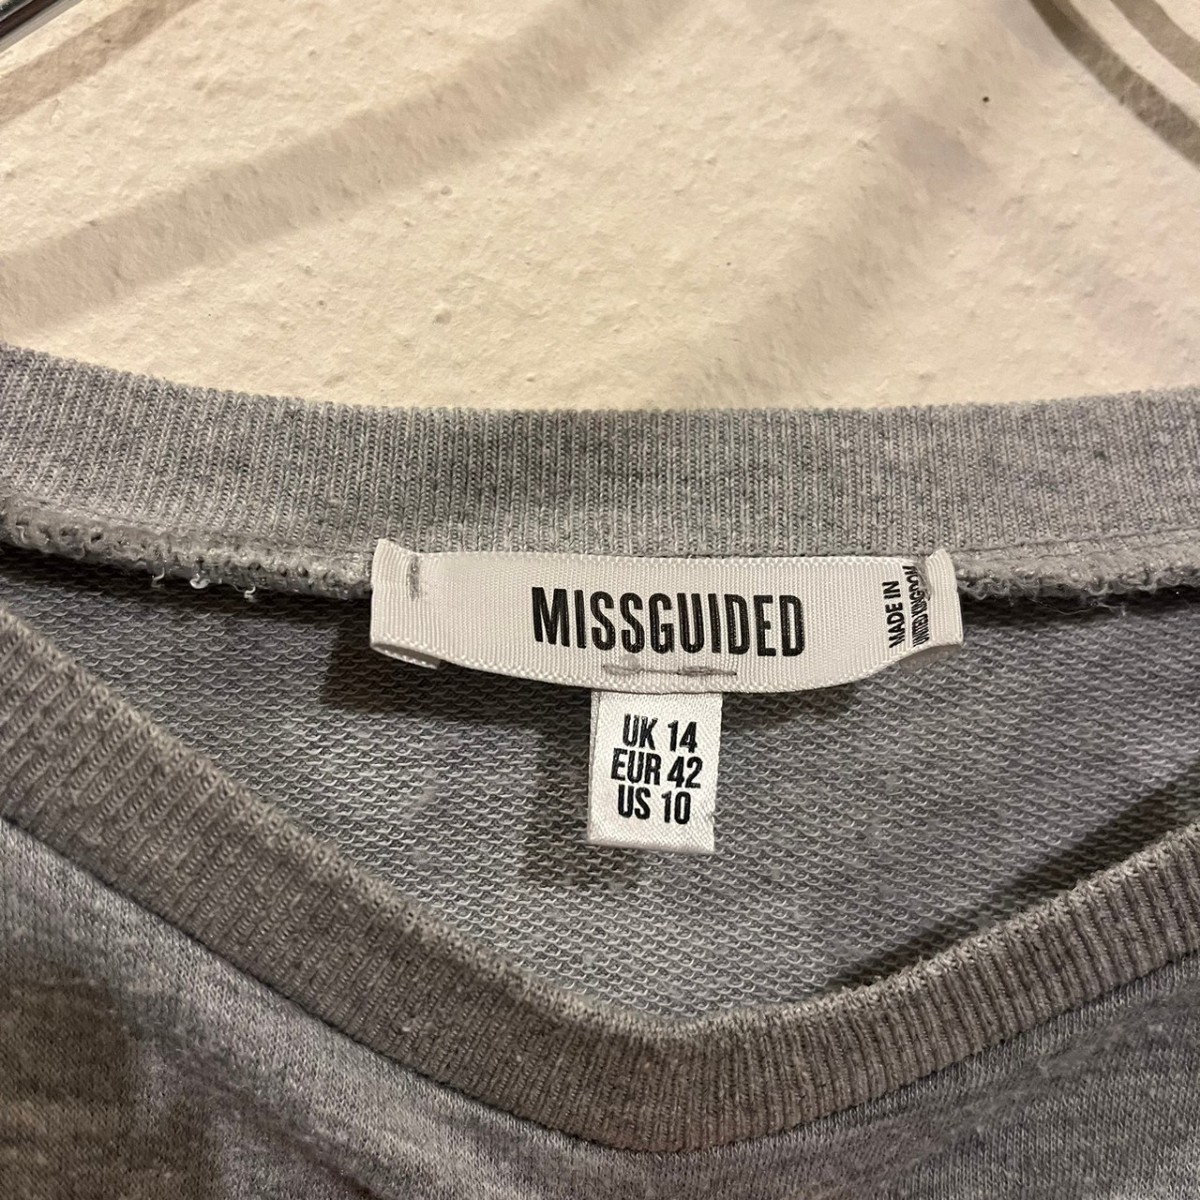 MISSGUIDED
MADE IN
UNITED KINGDOM
UK 14
EUR 42
US 10